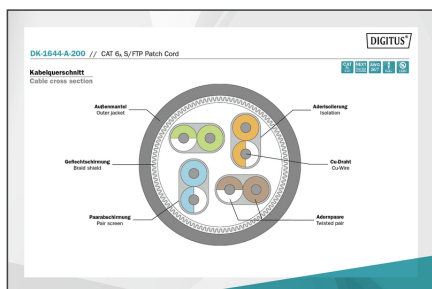 DIGITUS®
DK-1644-A-200 // CAT 6A S/FTP Patch Cord
Kabelquerschnitt
Cable cross section
Außenmantel
Outer jacket
Aderisolierung
Isolation
Geflechtschirmung
Braid shield
Cu-Draht
Cu-Wire
Paarabschirmung
Pair screen
Adernpaare
Twisted pair